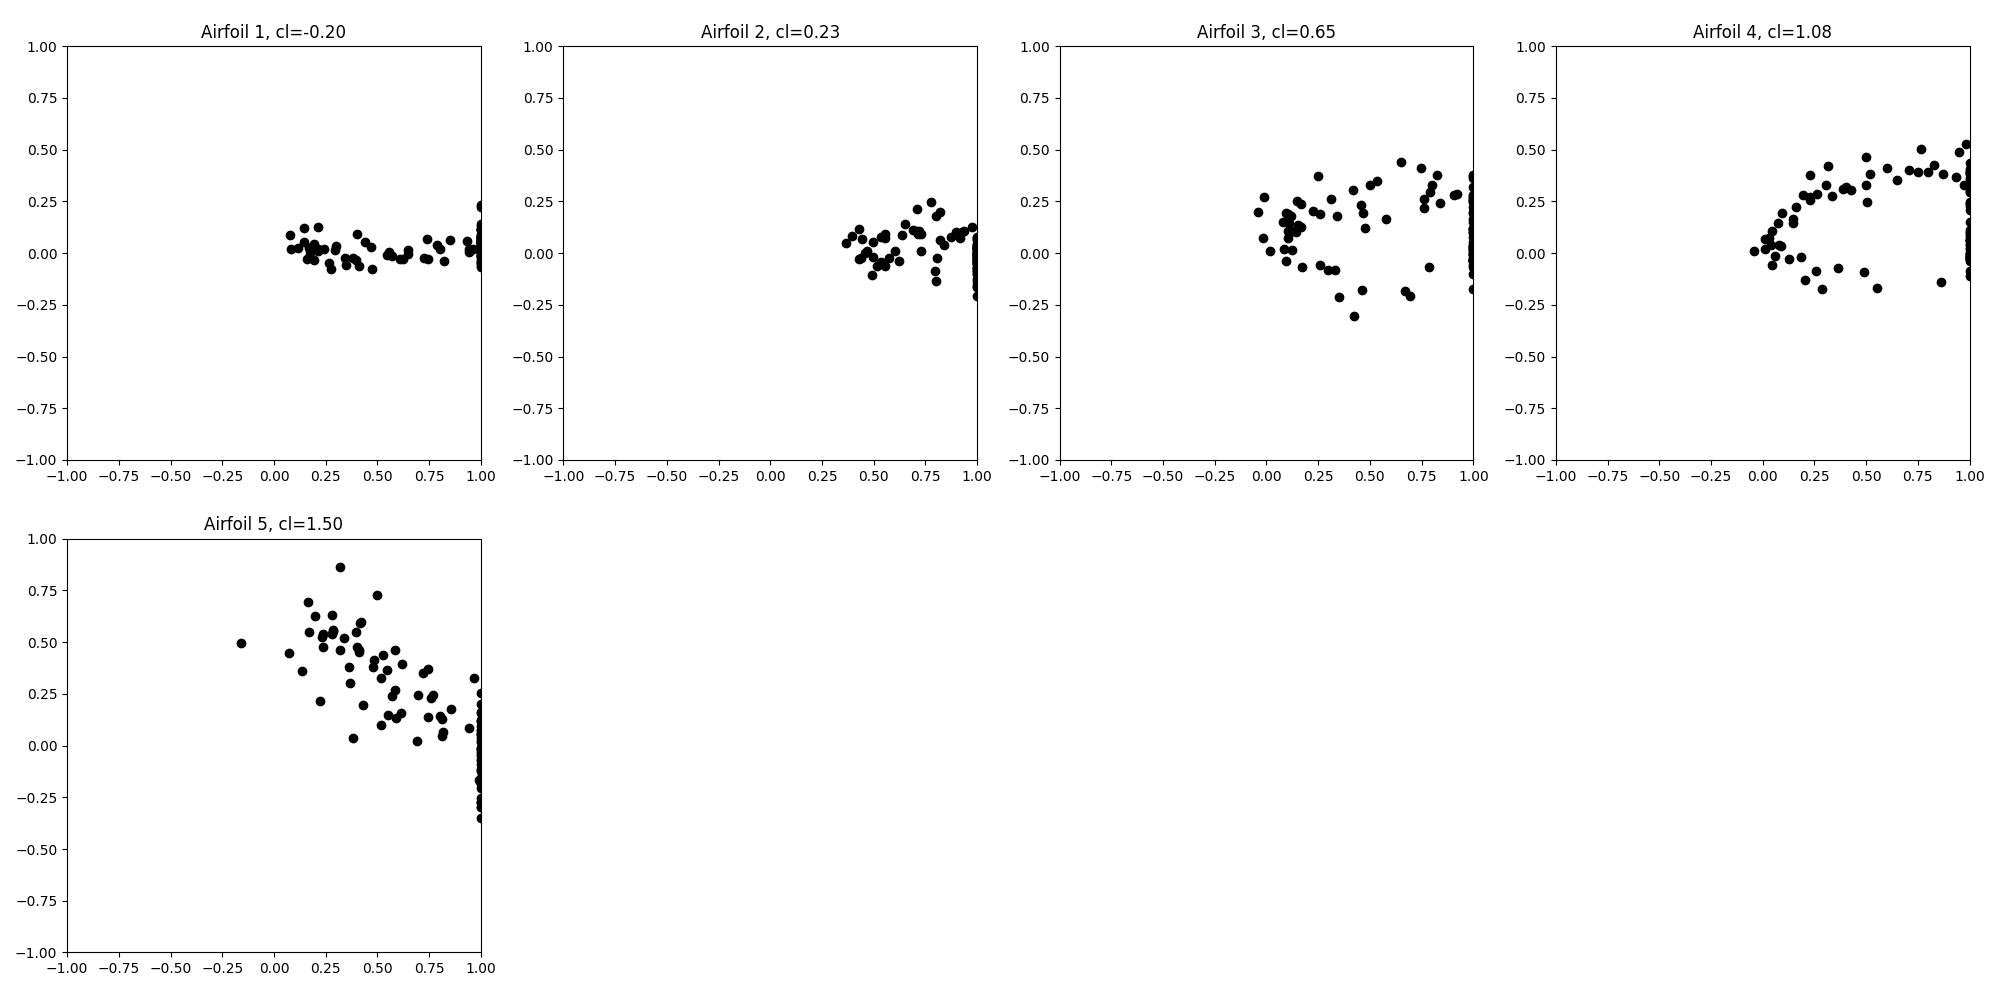 Airfoil 1, cl=-0.20
Airfoil 2, cl=0.23
Airfoil 3, cl=0.65
Airfoil 4, cl=1.08
1.00 1.00 1.00 1.00
0.75 0.75 0.75 0.75
0.50 0.50 0.50 0.50
0.25 0.25 0.25 0.25
0.00 0.00 0.00 0.00
−0.25 −0.25 −0.25 −0.25
−0.50 −0.50 −0.50 −0.50
−0.75 −0.75 −0.75 −0.75
−1.00 −1.00 −1.00 −1.00
−1.00 −0.75 −0.50 −0.25 0.00 0.25 0.50 0.75 1.00
−1.00 −0.75 −0.50 −0.25 0.00 0.25 0.50 0.75 1.00
−1.00 −0.75 −0.50 −0.25 0.00 0.25 0.50 0.75 1.00
−1.00 −0.75 −0.50 −0.25 0.00 0.25 0.50 0.75 1.00
Airfoil 5, cl=1.50
1.00
0.75
0.50
0.25
0.00
−0.25
−0.50
−0.75
−1.00
−1.00 −0.75 −0.50 −0.25 0.00 0.25 0.50 0.75 1.00